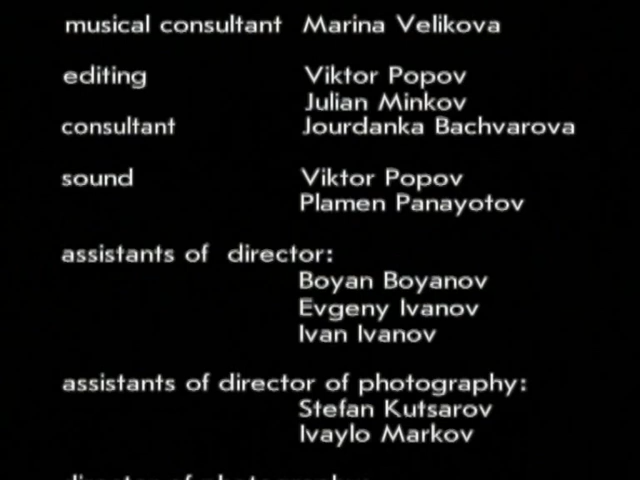 musical consultant Marina Velikova
editing Viktor Popov
Julian Minkov
consultant Jourdanka Bachvarova
sound Viktor Popov
Plamen Panayotov
assistants of director:
Boyan Boyanov
Evgeny Ivanov
Ivan Ivanov
assistants of director of photography:
Stefan Kutsarov
Ivaylo Markov